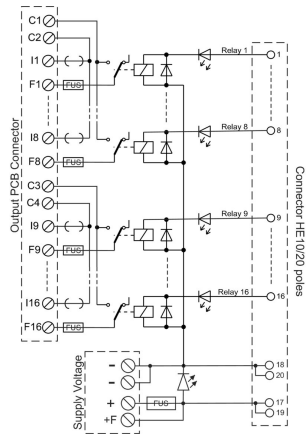 C1
C2
I1
F1
FUS
I8
F8
FUS
C3
C4
I9
F9
FUS
I16
F16
FUS
Output PCB Connector
Relay 1
1
Relay 8
8
Relay 9
9
Relay 16
16
Connector HE10/20 poles
Supply Voltage
-
-
+
+F
FUS
18
20
17
19